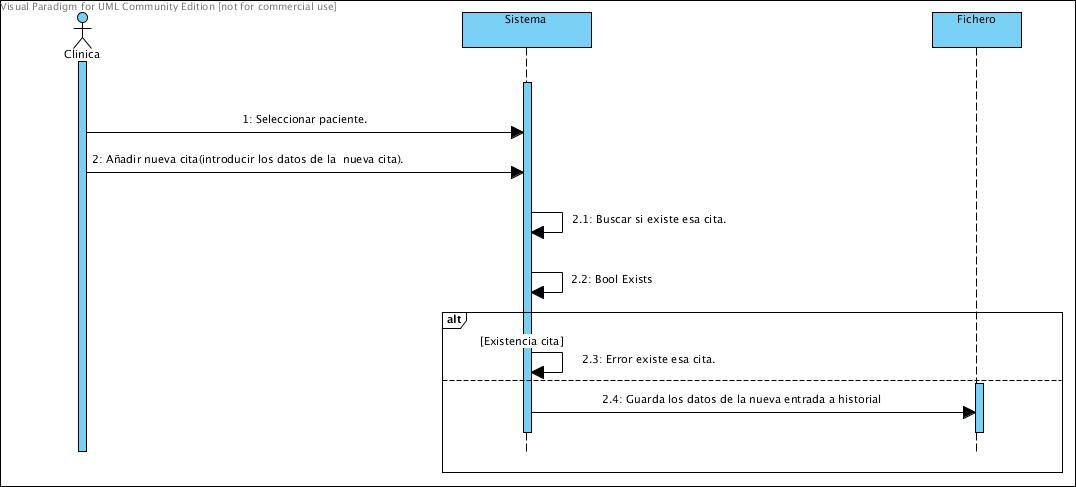 Visual Paradigm for UML Community Edition [not for commercial use]
Sistema
Fichero
Clinica
1: Seleccionar paciente.
2: Añadir nueva cita(introducir los datos de la nueva cita).
2.1: Buscar si existe esa cita.
2.2: Bool Exists
alt
[Existencia cita]
2.3: Error existe esa cita.
2.4: Guarda los datos de la nueva entrada a historial